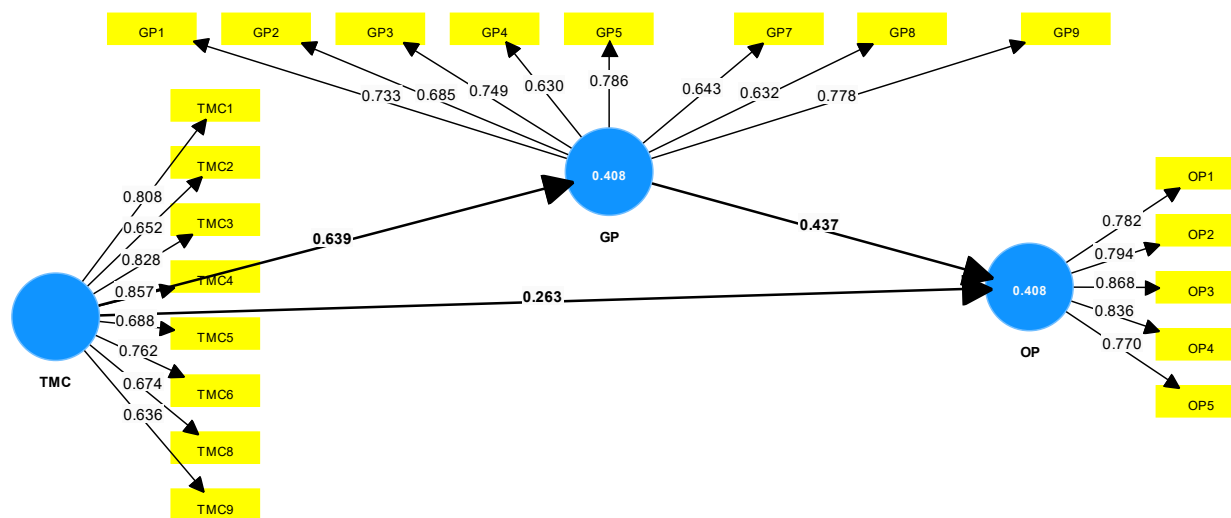 GP1 GP2 GP3 GP4 GP5 GP7 GP8 GP9
0.733 0.685 0.749 0.630 0.786 0.643 0.632 0.778
TMC1
TMC2
TMC3
TMC4
TMC5
TMC6
TMC8
TMC9
0.808
0.652
0.828
0.857
0.688
0.762
0.674
0.636
TMC
0.639
0.408
GP
0.437
0.263
0.408
OP
0.782
0.794
0.868
0.836
0.770
OP1
OP2
OP3
OP4
OP5